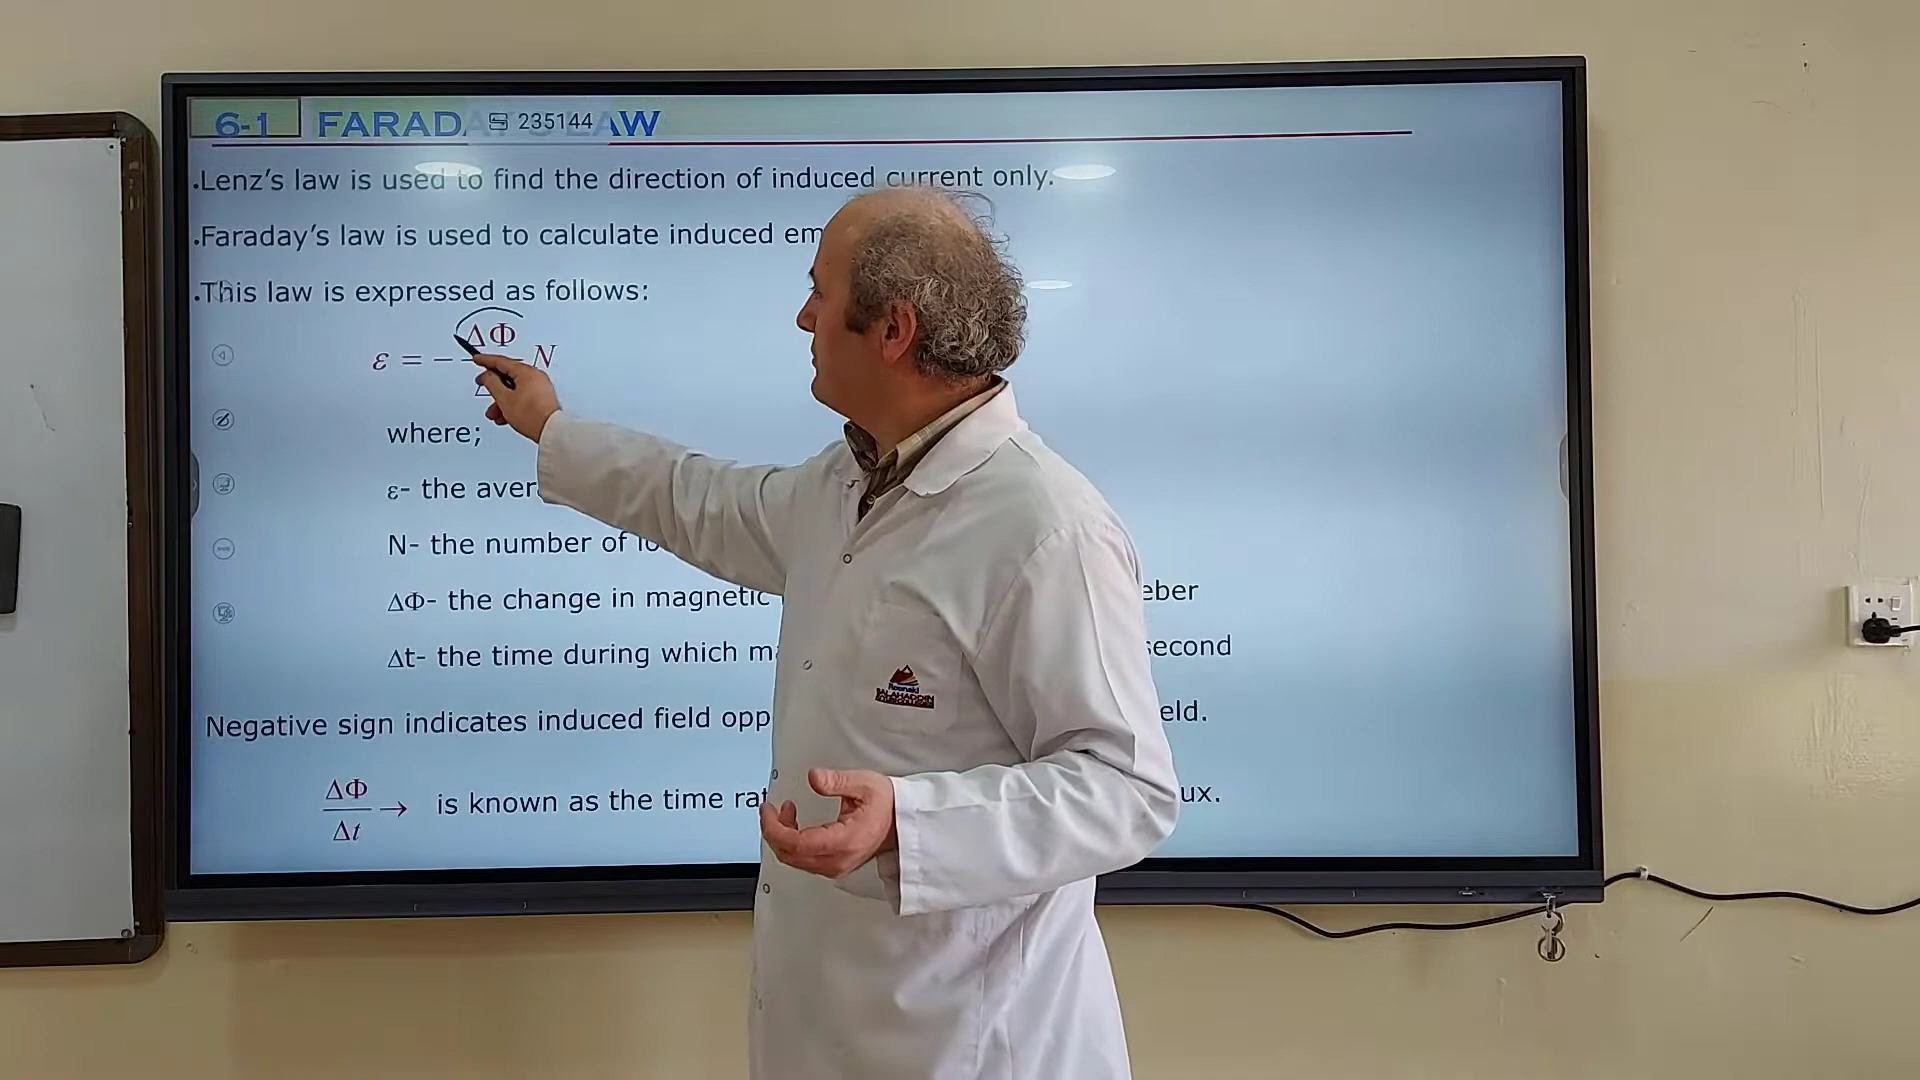 6-1 FARAD 235144 AW
.Lenz's law is used to find the direction of induced current only.
.Faraday's law is used to calculate induced em
.This law is expressed as follows:
ε = - ΔΦ N
where;
ε- the aver
N- the number of lo
ΔΦ- the change in magnetic eber
Δt- the time during which ma second
Negative sign indicates induced field opp eld.
ΔΦ/Δt → is known as the time rat ux.
SALAHADDIN